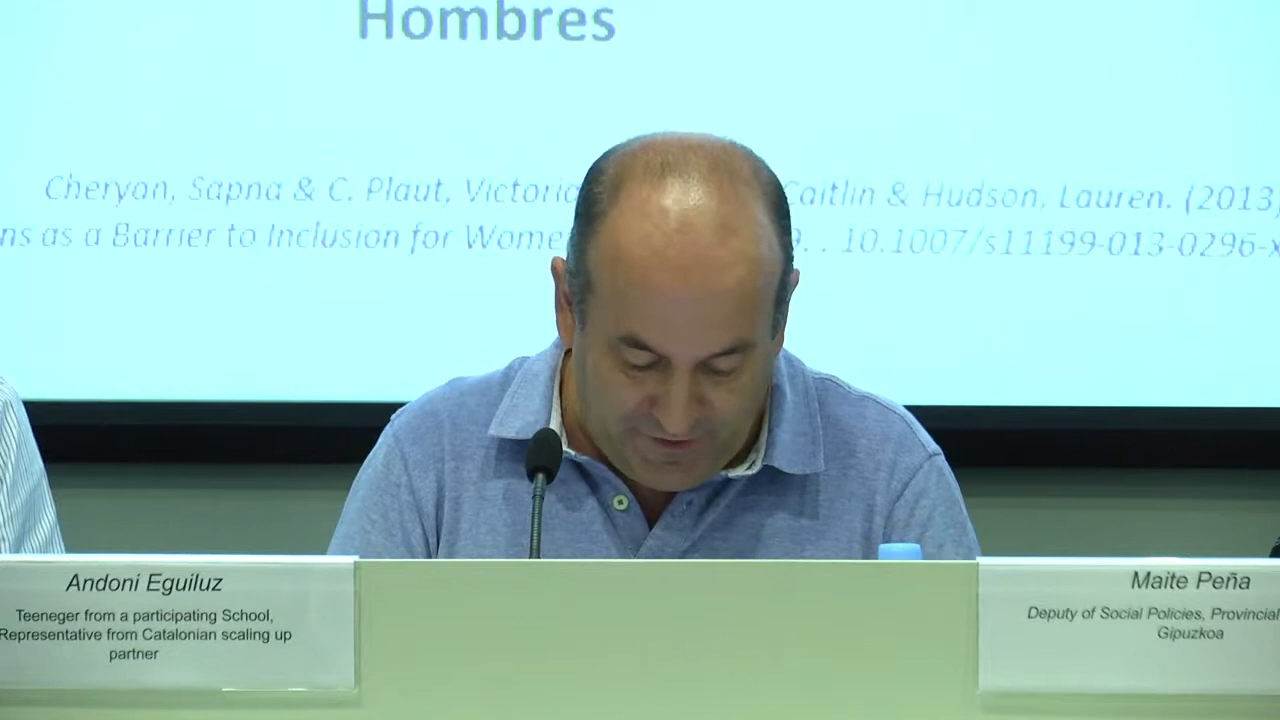 Hombres
Cheryan, Sapna & C. Plaut, Victoria Caitlin & Hudson, Lauren. (2013)
ns as a Barrier to Inclusion for Wome 9. . 10.1007/s11199-013-0296-x
Andoni Eguiluz
Teeneger from a participating School,
Representative from Catalonian scaling up
partner
Maite Peña
Deputy of Social Policies, Provincial
Gipuzkoa